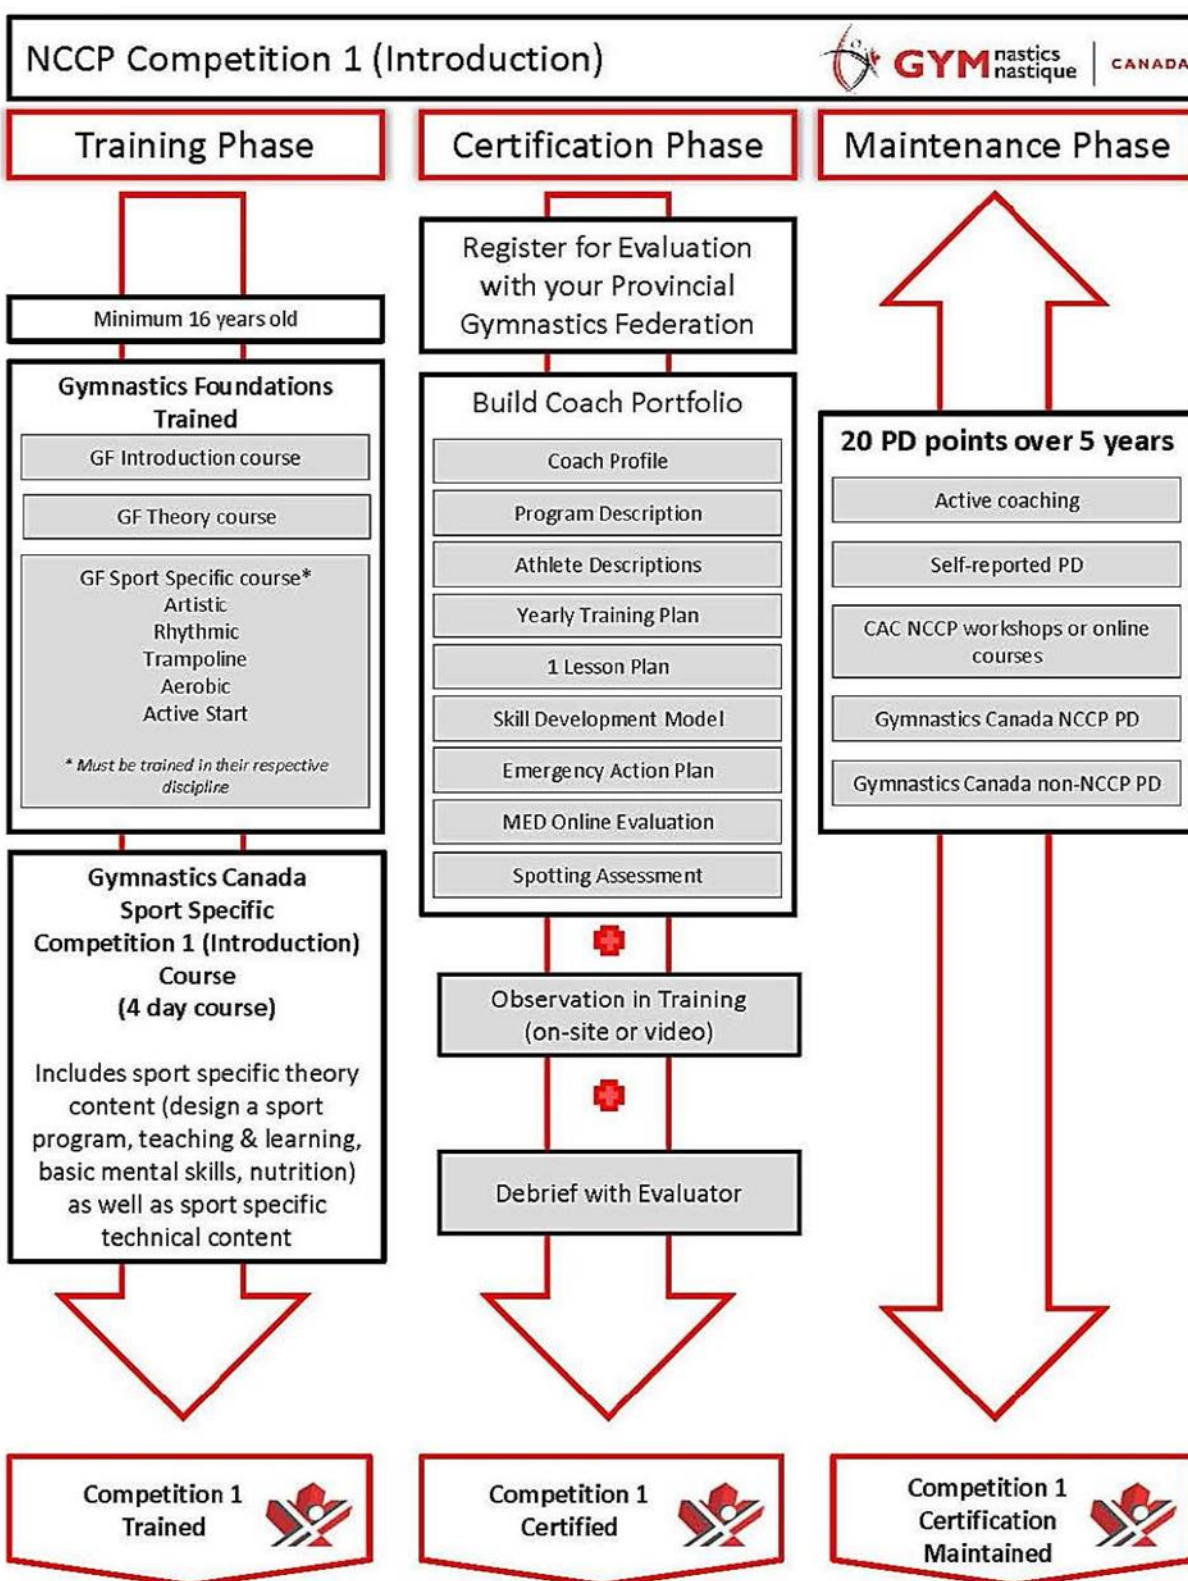 NCCP Competition 1 (Introduction)
GYMnastics
nastique
CANADA
Training Phase
Minimum 16 years old
Gymnastics Foundations
Trained
GF Introduction course
GF Theory course
GF Sport Specific course*
Artistic
Rhythmic
Trampoline
Aerobic
Active Start
* Must be trained in their respective
discipline
Gymnastics Canada
Sport Specific
Competition 1 (Introduction)
Course
(4 day course)
Includes sport specific theory
content (design a sport
program, teaching & learning,
basic mental skills, nutrition)
as well as sport specific
technical content
Competition 1
Trained
Certification Phase
Register for Evaluation
with your Provincial
Gymnastics Federation
Build Coach Portfolio
Coach Profile
Program Description
Athlete Descriptions
Yearly Training Plan
1 Lesson Plan
Skill Development Model
Emergency Action Plan
MED Online Evaluation
Spotting Assessment
Observation in Training
(on-site or video)
Debrief with Evaluator
Competition 1
Certified
Maintenance Phase
20 PD points over 5 years
Active coaching
Self-reported PD
CAC NCCP workshops or online
courses
Gymnastics Canada NCCP PD
Gymnastics Canada non-NCCP PD
Competition 1
Certification
Maintained